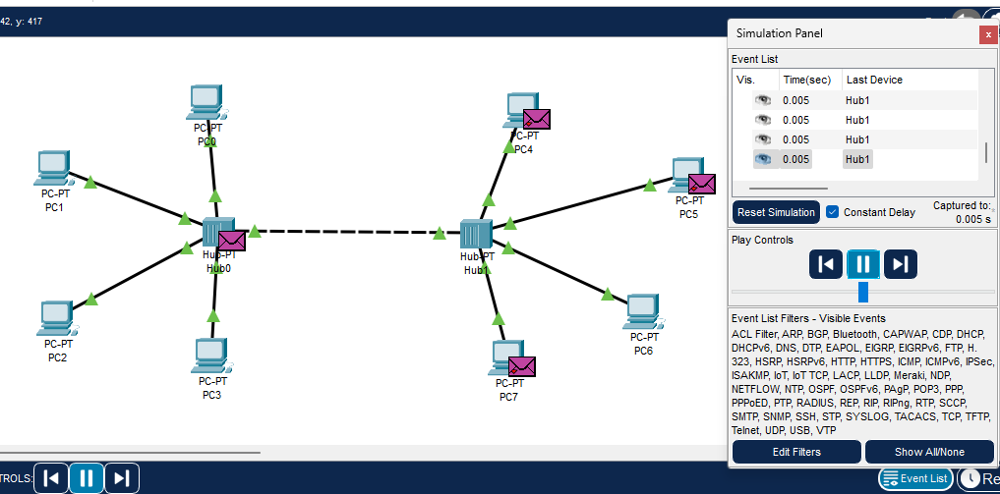 42, y: 417
Simulation Panel
x
Event List
Vis. Time(sec) Last Device
0.005 Hub1
0.005 Hub1
0.005 Hub1
0.005 Hub1
Reset Simulation Constant Delay Captured to:
0.005 s
Play Controls
Event List Filters - Visible Events
ACL Filter, ARP, BGP, Bluetooth, CAPWAP, CDP, DHCP,
DHCPv6, DNS, DTP, EAPOL, EIGRP, EIGRPv6, FTP, H.
323, HSRP, HSRPv6, HTTP, HTTPS, ICMP, ICMPv6, IPSec,
ISAKMP, IoT, IoT TCP, LACP, LLDP, Meraki, NDP,
NETFLOW, NTP, OSPF, OSPFv6, PAgP, POP3, PPP,
PPPoED, PTP, RADIUS, REP, RIP, RIPng, RTP, SCCP,
SMTP, SNMP, SSH, STP, SYSLOG, TACACS, TCP, TFTP,
Telnet, UDP, USB, VTP
Edit Filters Show All/None
PC-PT
PC0
PC-PT
PC1
PC-PT
PC2
PC-PT
PC3
Hub-PT
Hub0
PC-PT
PC4
PC-PT
PC5
Hub-PT
Hub1
PC-PT
PC6
PC-PT
PC7
ROLS:
Event List
Re